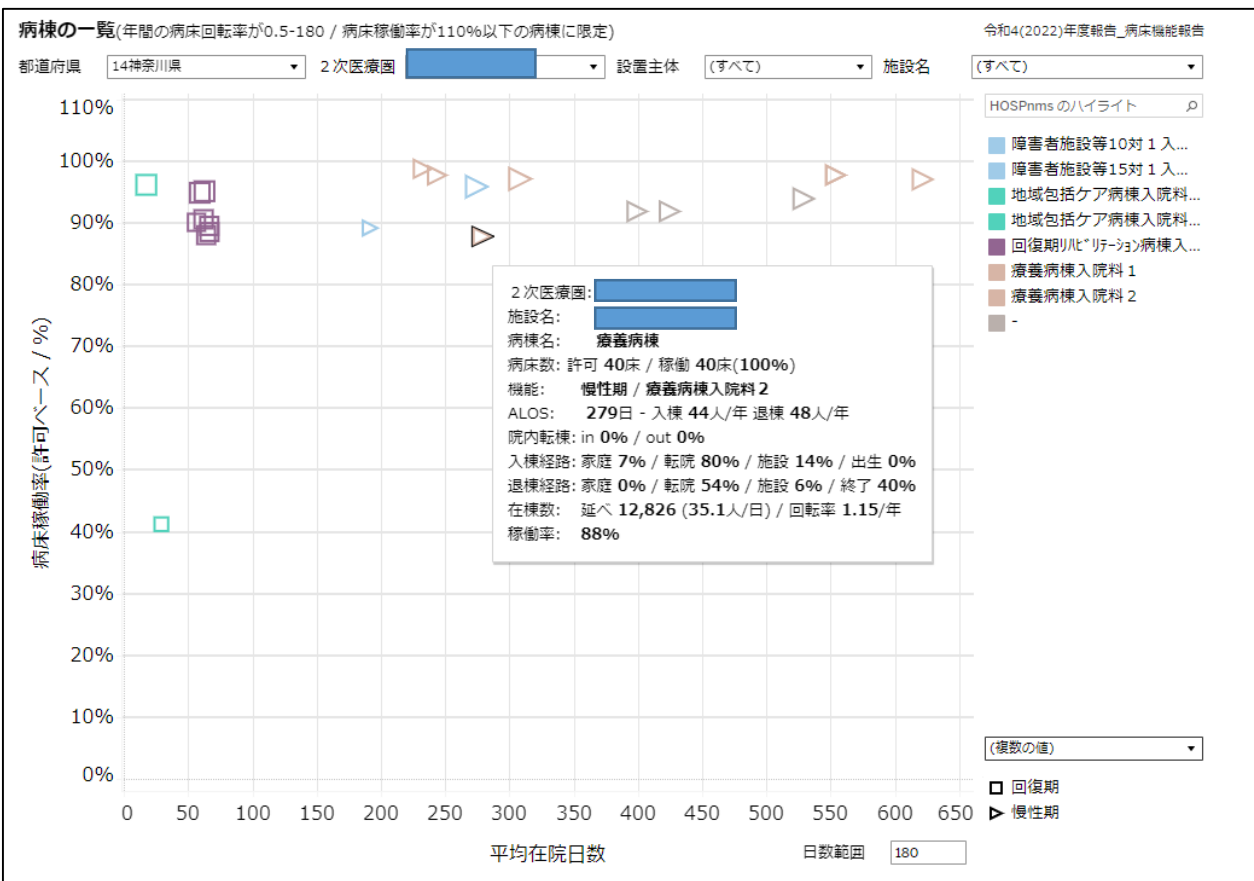 病棟の一覧(年間の病床回転率が0.5-180 / 病床稼働率が110%以下の病棟に限定)
令和4(2022)年度報告_病床機能報告
都道府県 14神奈川県 2次医療圏 設置主体 (すべて) 施設名 (すべて)
HOSPnms のハイライト
障害者施設等10対1入...
障害者施設等15対1入...
地域包括ケア病棟入院料...
地域包括ケア病棟入院料...
回復期ﾘﾊﾋﾞﾘﾃｰｼｮﾝ病棟入...
療養病棟入院料1
療養病棟入院料2
-
110%
100%
90%
80%
70%
60%
50%
40%
30%
20%
10%
0%
病床稼働率(許可ベース / %)
2次医療圏:
施設名:
病棟名: 療養病棟
病床数: 許可 40床 / 稼働 40床(100%)
機能: 慢性期 / 療養病棟入院料2
ALOS: 279日 - 入棟 44人/年 退棟 48人/年
院内転棟: in 0% / out 0%
入棟経路: 家庭 7% / 転院 80% / 施設 14% / 出生 0%
退棟経路: 家庭 0% / 転院 54% / 施設 6% / 終了 40%
在棟数: 延べ 12,826 (35.1人/日) / 回転率 1.15/年
稼働率: 88%
(複数の値)
回復期
慢性期
0 50 100 150 200 250 300 350 400 450 500 550 600 650
平均在院日数
日数範囲 180